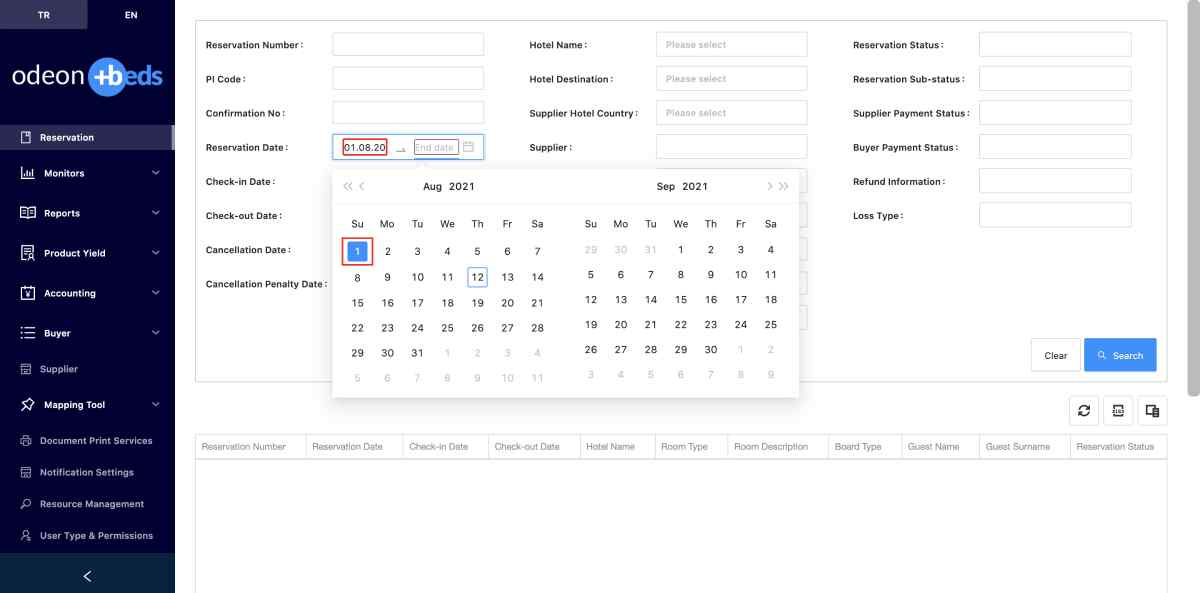 TR EN
odeon +beds
Reservation
Monitors
Reports
Product Yield
Accounting
Buyer
Supplier
Mapping Tool
Document Print Services
Notification Settings
Resource Management
User Type & Permissions
Reservation Number :
PI Code :
Confirmation No :
Reservation Date : 01.08.20 End date
Check-in Date :
Check-out Date :
Cancellation Date :
Cancellation Penalty Date :
Hotel Name : Please select
Hotel Destination : Please select
Supplier Hotel Country : Please select
Supplier :
Reservation Status :
Reservation Sub-status :
Supplier Payment Status :
Buyer Payment Status :
Refund Information :
Loss Type :
Aug 2021
Su Mo Tu We Th Fr Sa
1 2 3 4 5 6 7
8 9 10 11 12 13 14
15 16 17 18 19 20 21
22 23 24 25 26 27 28
29 30 31 1 2 3 4
5 6 7 8 9 10 11
Sep 2021
Su Mo Tu We Th Fr Sa
29 30 31 1 2 3 4
5 6 7 8 9 10 11
12 13 14 15 16 17 18
19 20 21 22 23 24 25
26 27 28 29 30 1 2
3 4 5 6 7 8 9
Clear Search
Reservation Number Reservation Date Check-in Date Check-out Date Hotel Name Room Type Room Description Board Type Guest Name Guest Surname Reservation Status